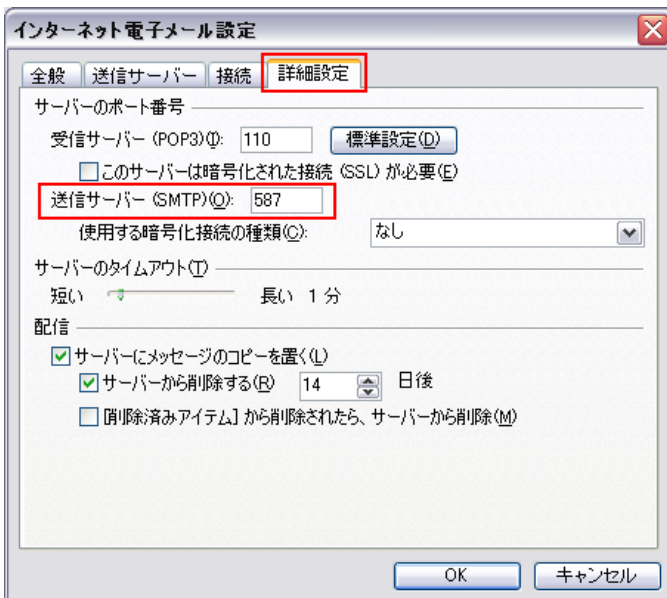 インターネット電子メール設定
全般 送信サーバー 接続 詳細設定
サーバーのポート番号
受信サーバー (POP3)(I): 110 標準設定(D)
このサーバーは暗号化された接続 (SSL) が必要(E)
送信サーバー (SMTP)(O): 587
使用する暗号化接続の種類(C): なし
サーバーのタイムアウト(T)
短い 長い 1 分
配信
サーバーにメッセージのコピーを置く(L)
サーバーから削除する(R) 14 日後
[削除済みアイテム] から削除されたら、サーバーから削除(M)
OK キャンセル